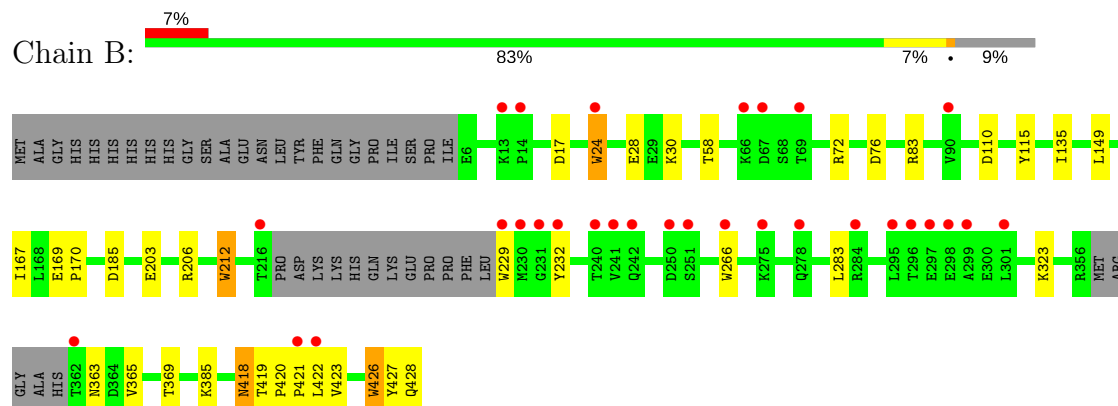 7%
Chain B:
83% 7% • 9%
MET ALA GLY HIS HIS HIS HIS HIS HIS GLY SER ALA GLU ASN LEU TYR PHE GLN GLY PRO ILE SER PRO ILE E6 K13 P14 D17 W24 E28 E29 K30 T58 K66 D67 S68 T69 R72 D76 R83 V90 D110 Y115 I135 L149
I167 L168 E169 P170 D185 E203 R206 W212 T216 PRO ASP LYS LYS HIS GLN LYS GLU PRO PRO PHE LEU W229 M230 G231 Y232 T240 V241 Q242 D250 S251 W266 K275 Q278 L283 R284 L295 T296 E297 E298 A299 E300 L301 K323 R356 MET ARG
GLY ALA HIS T362 N363 D364 V365 T369 K385 N418 T419 P420 P421 L422 V423 W426 Y427 Q428